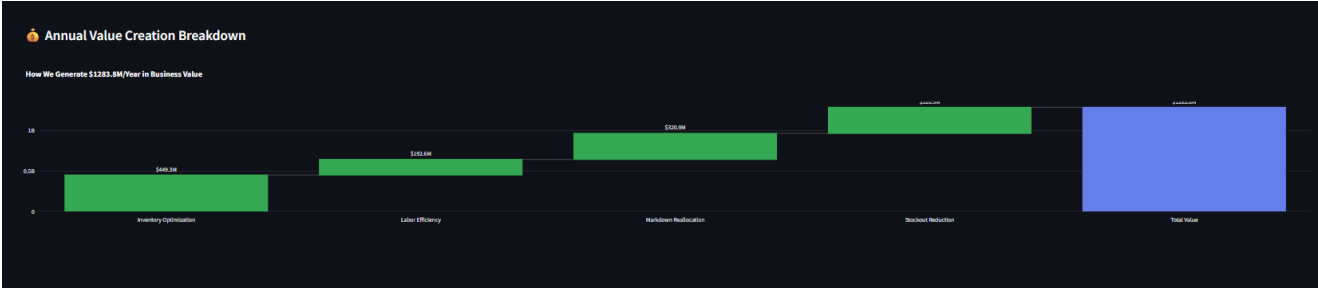 💰 Annual Value Creation Breakdown
How We Generate $1283.8M/Year in Business Value
1B
0.5B
0
$449.3M
$192.6M
$320.9M
Inventory Optimization
Labor Efficiency
Markdown Reallocation
Stockout Reduction
Total Value